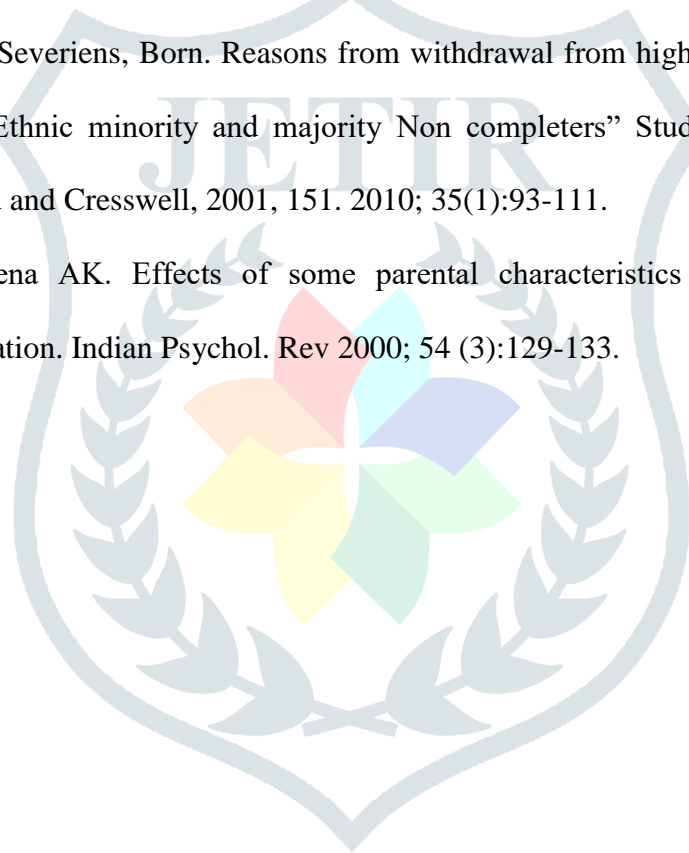 Severiens, Born. Reasons from withdrawal from high
Ethnic minority and majority Non completers” Stud
JETIR
and Cresswell, 2001, 151. 2010; 35(1):93-111.
ena AK. Effects of some parental characteristics
ation. Indian Psychol. Rev 2000; 54 (3):129-133.